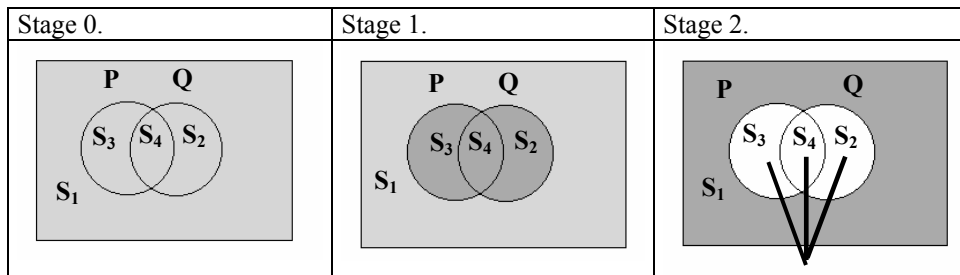 Stage 0. Stage 1. Stage 2.
P Q P Q P Q
S₃ S₄ S₂ S₃ S₄ S₂ S₃ S₄ S₂
S₁ S₁ S₁